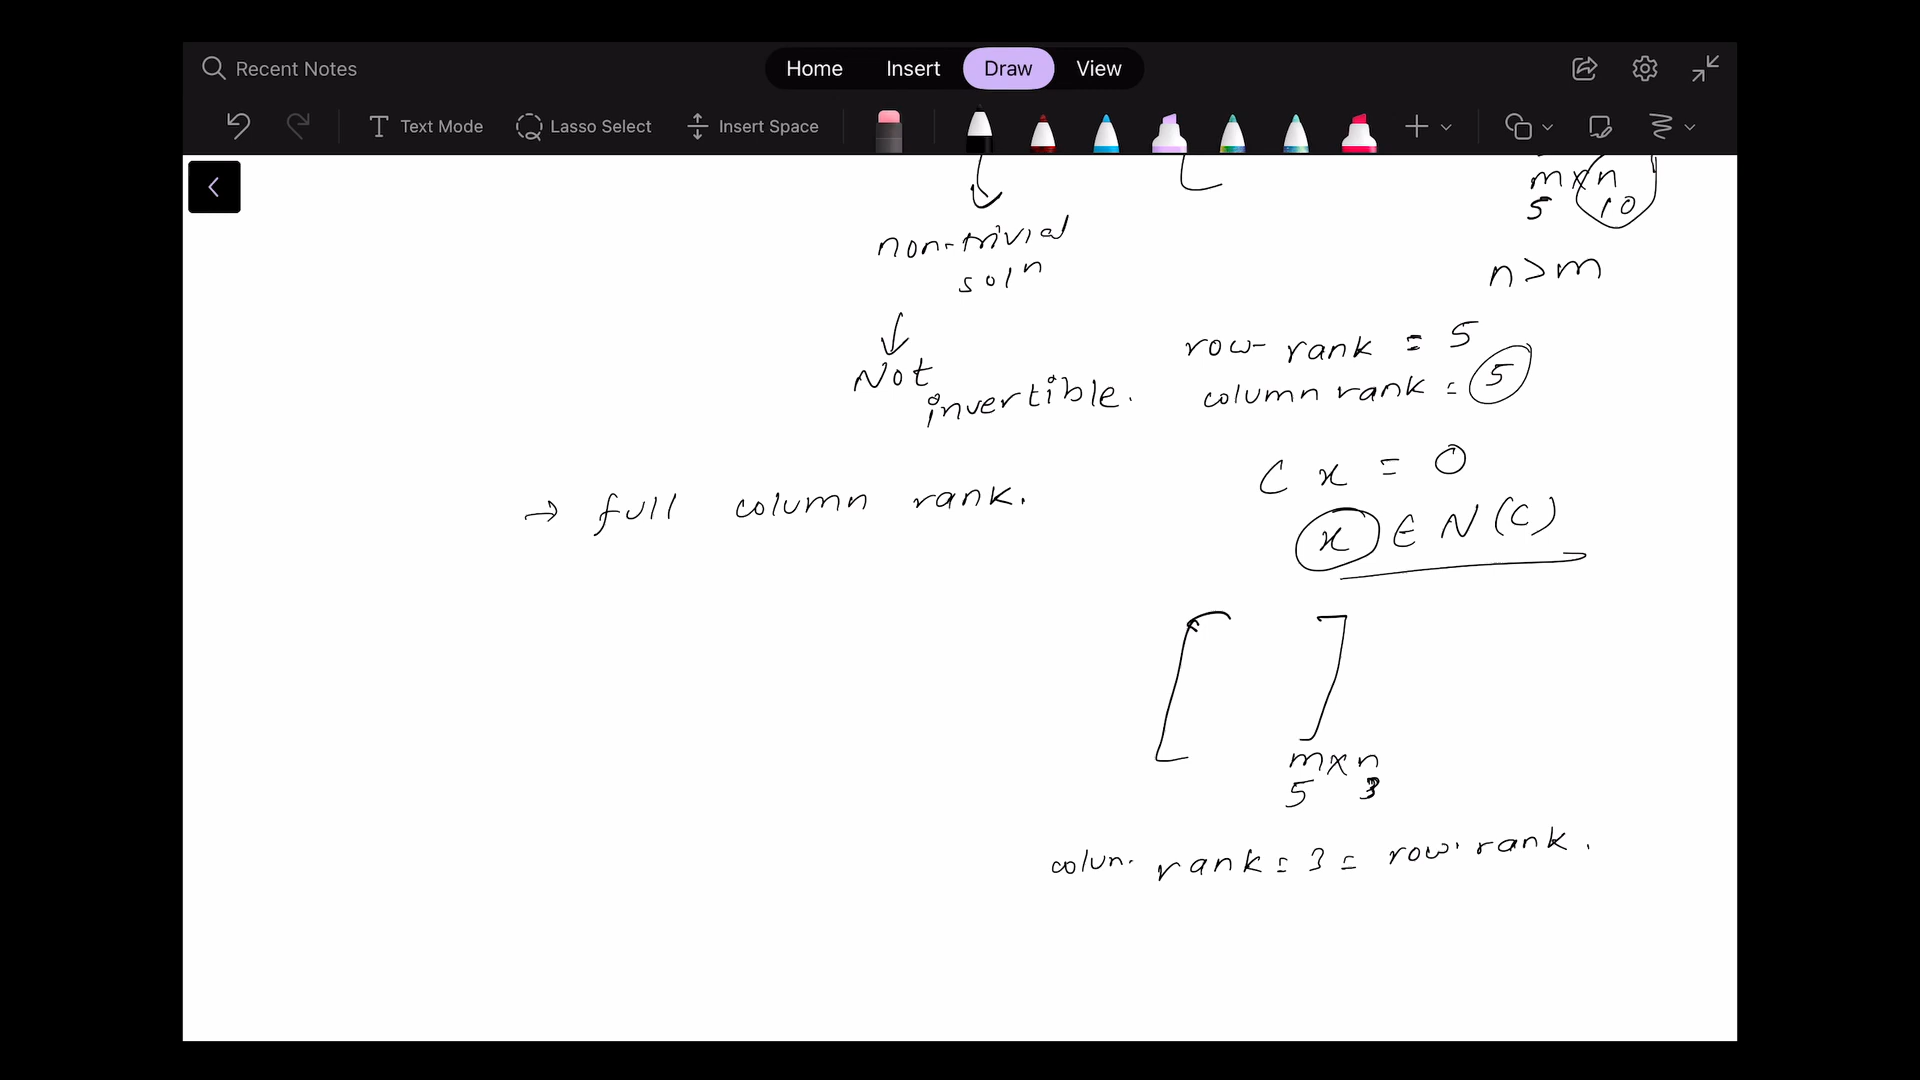 Recent Notes
Home Insert Draw View
Text Mode Lasso Select Insert Space
m x n
5 10
non-trivial
soln
n > m
Not
invertible.
row- rank = 5
column rank = 5
C x = 0
x ∈ N(C)
→ full column rank.
m x n
5 3
colun. rank = 3 = row rank.